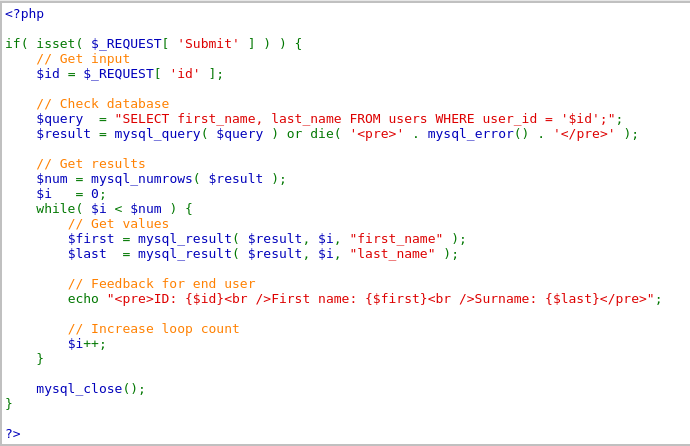 <?php
if( isset( $_REQUEST[ 'Submit' ] ) ) {
// Get input
$id = $_REQUEST[ 'id' ];
// Check database
$query  = "SELECT first_name, last_name FROM users WHERE user_id = '$id';";
$result = mysql_query( $query ) or die( '<pre>' . mysql_error() . '</pre>' );
// Get results
$num = mysql_numrows( $result );
$i   = 0;
while( $i < $num ) {
// Get values
$first = mysql_result( $result, $i, "first_name" );
$last  = mysql_result( $result, $i, "last_name" );
// Feedback for end user
echo "<pre>ID: {$id}<br />First name: {$first}<br />Surname: {$last}</pre>";
// Increase loop count
$i++;
}
mysql_close();
}
?>